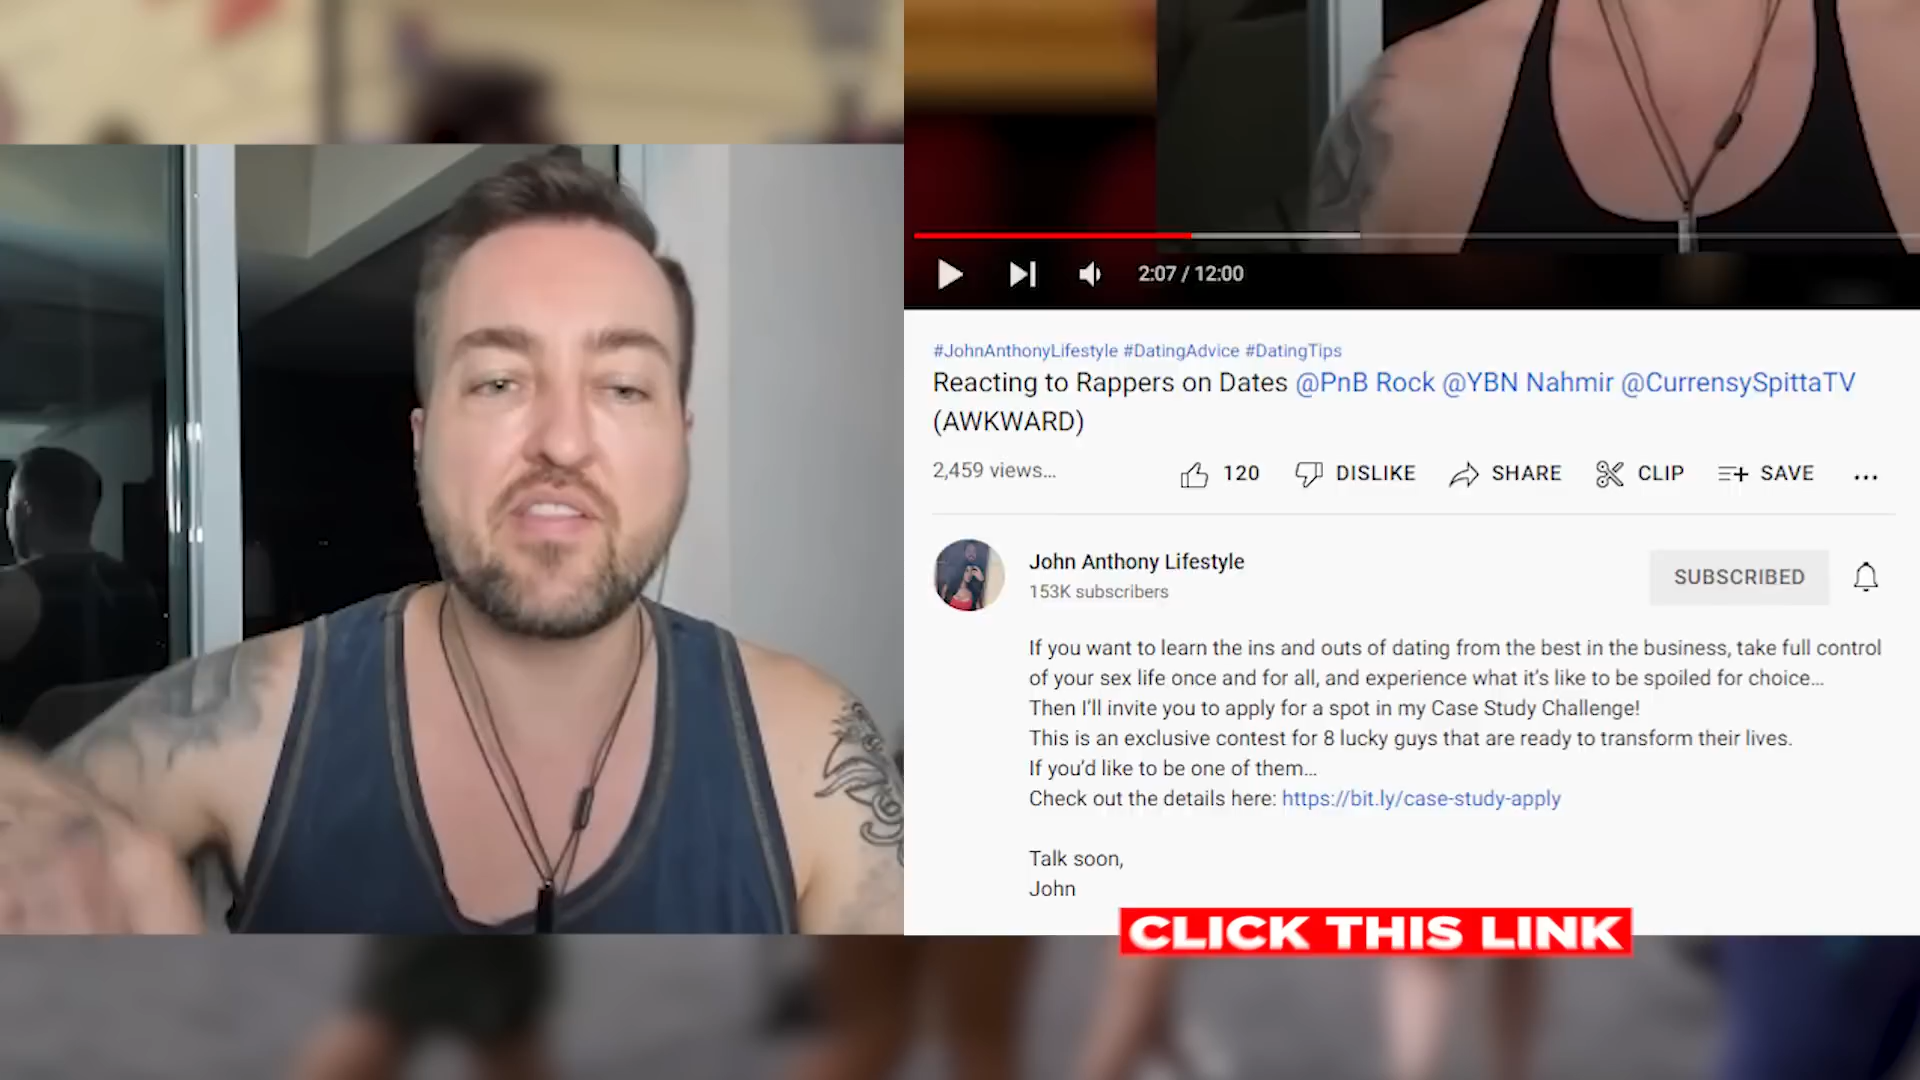 2:07 / 12:00
#JohnAnthonyLifestyle #DatingAdvice #DatingTips
Reacting to Rappers on Dates @PnB Rock @YBN Nahmir @CurrensySpittaTV
(AWKWARD)
2,459 views...
120
DISLIKE
SHARE
CLIP
SAVE
...
John Anthony Lifestyle
153K subscribers
SUBSCRIBED
If you want to learn the ins and outs of dating from the best in the business, take full control
of your sex life once and for all, and experience what it's like to be spoiled for choice...
Then I'll invite you to apply for a spot in my Case Study Challenge!
This is an exclusive contest for 8 lucky guys that are ready to transform their lives.
If you'd like to be one of them...
Check out the details here: https://bit.ly/case-study-apply
Talk soon,
John
CLICK THIS LINK